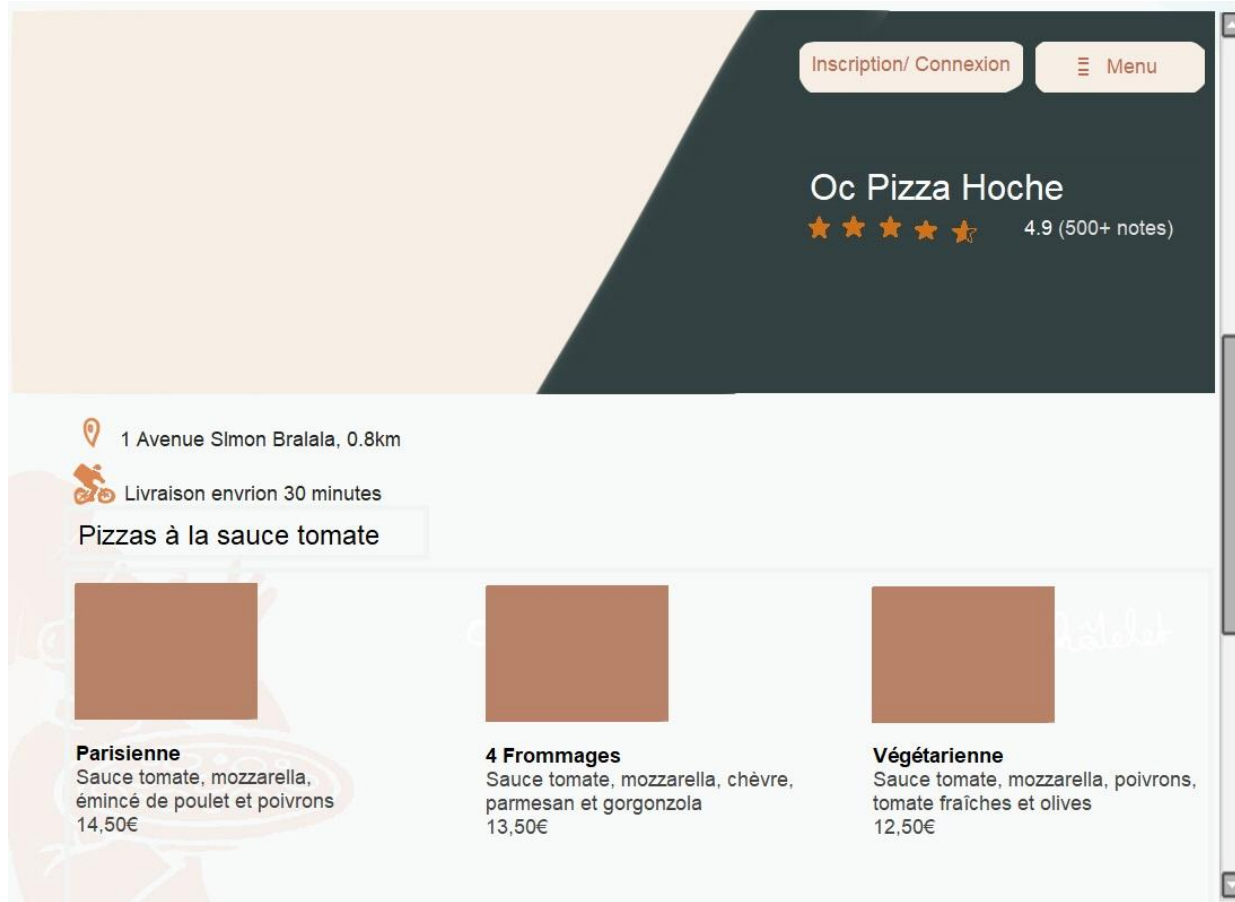 Inscription/ Connexion
Menu
Oc Pizza Hoche
4.9 (500+ notes)
1 Avenue SImon Bralala, 0.8km
Livraison envrion 30 minutes
Pizzas à la sauce tomate
Parisienne
Sauce tomate, mozzarella,
émincé de poulet et poivrons
14,50€
4 Frommages
Sauce tomate, mozzarella, chèvre,
parmesan et gorgonzola
13,50€
Végétarienne
Sauce tomate, mozzarella, poivrons,
tomate fraîches et olives
12,50€